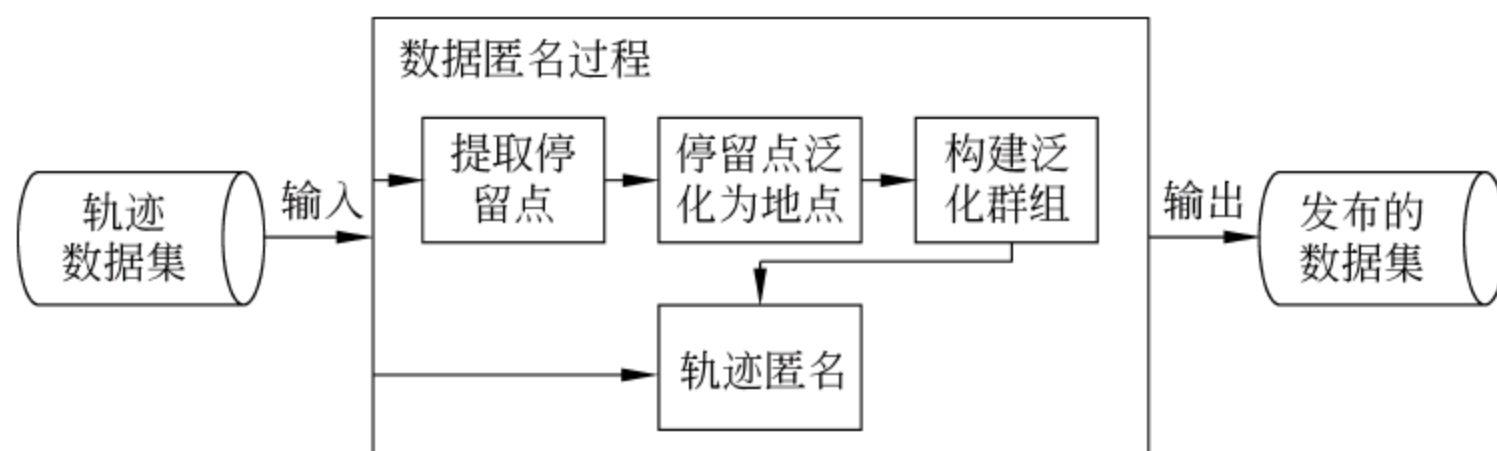 数据匿名过程
提取停
留点
停留点泛
化为地点
构建泛
化群组
轨迹
数据集
输入
输出
发布的
数据集
轨迹匿名